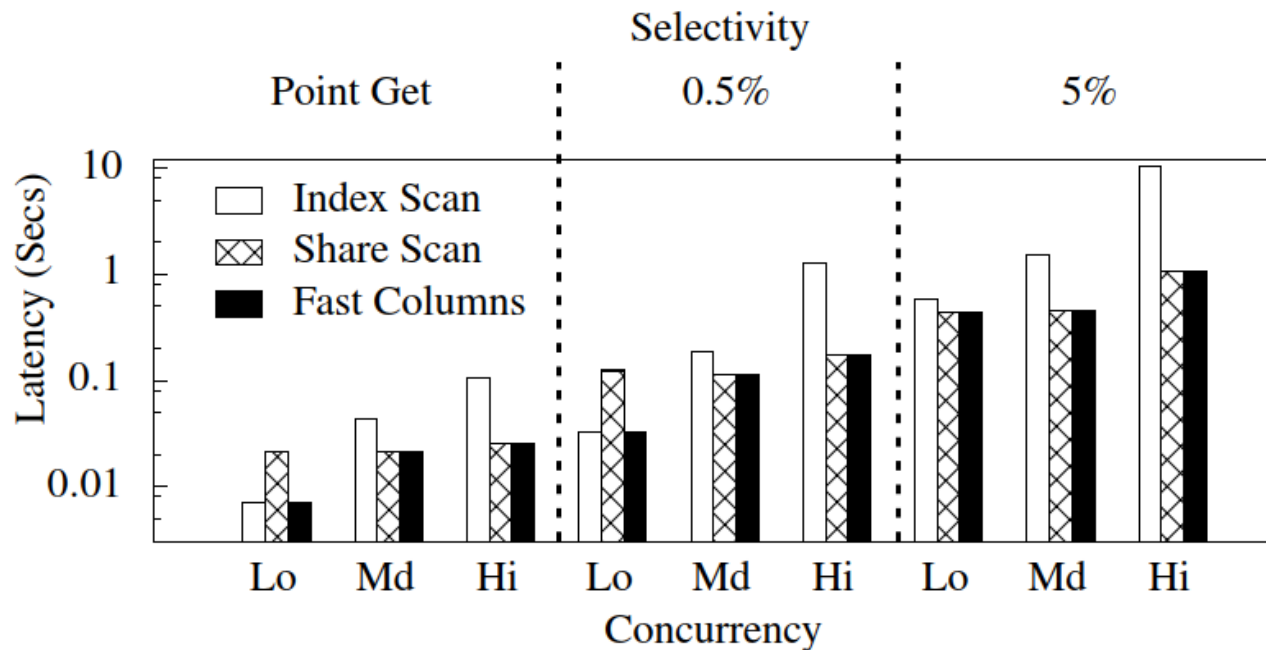 Selectivity
Point Get 0.5% 5%
Latency (Secs)
10
1
0.1
0.01
Index Scan
Share Scan
Fast Columns
Lo Md Hi Lo Md Hi Lo Md Hi
Concurrency